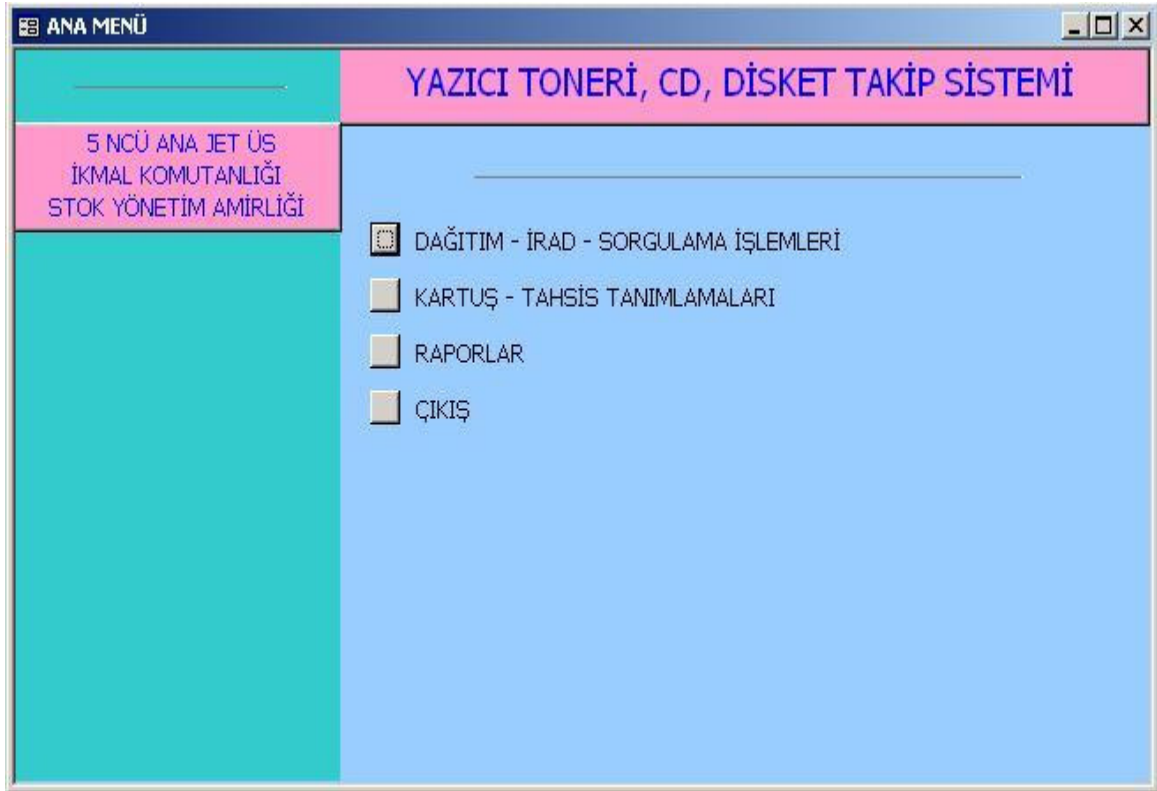 ANA MENÜ
YAZICI TONERİ, CD, DİSKET TAKİP SİSTEMİ
5 NCÜ ANA JET ÜS
İKMAL KOMUTANLIĞI
STOK YÖNETİM AMİRLİĞİ
DAĞITIM - İRAD - SORGULAMA İŞLEMLERİ
KARTUŞ - TAHSİS TANIMLAMALARI
RAPORLAR
ÇIKIŞ